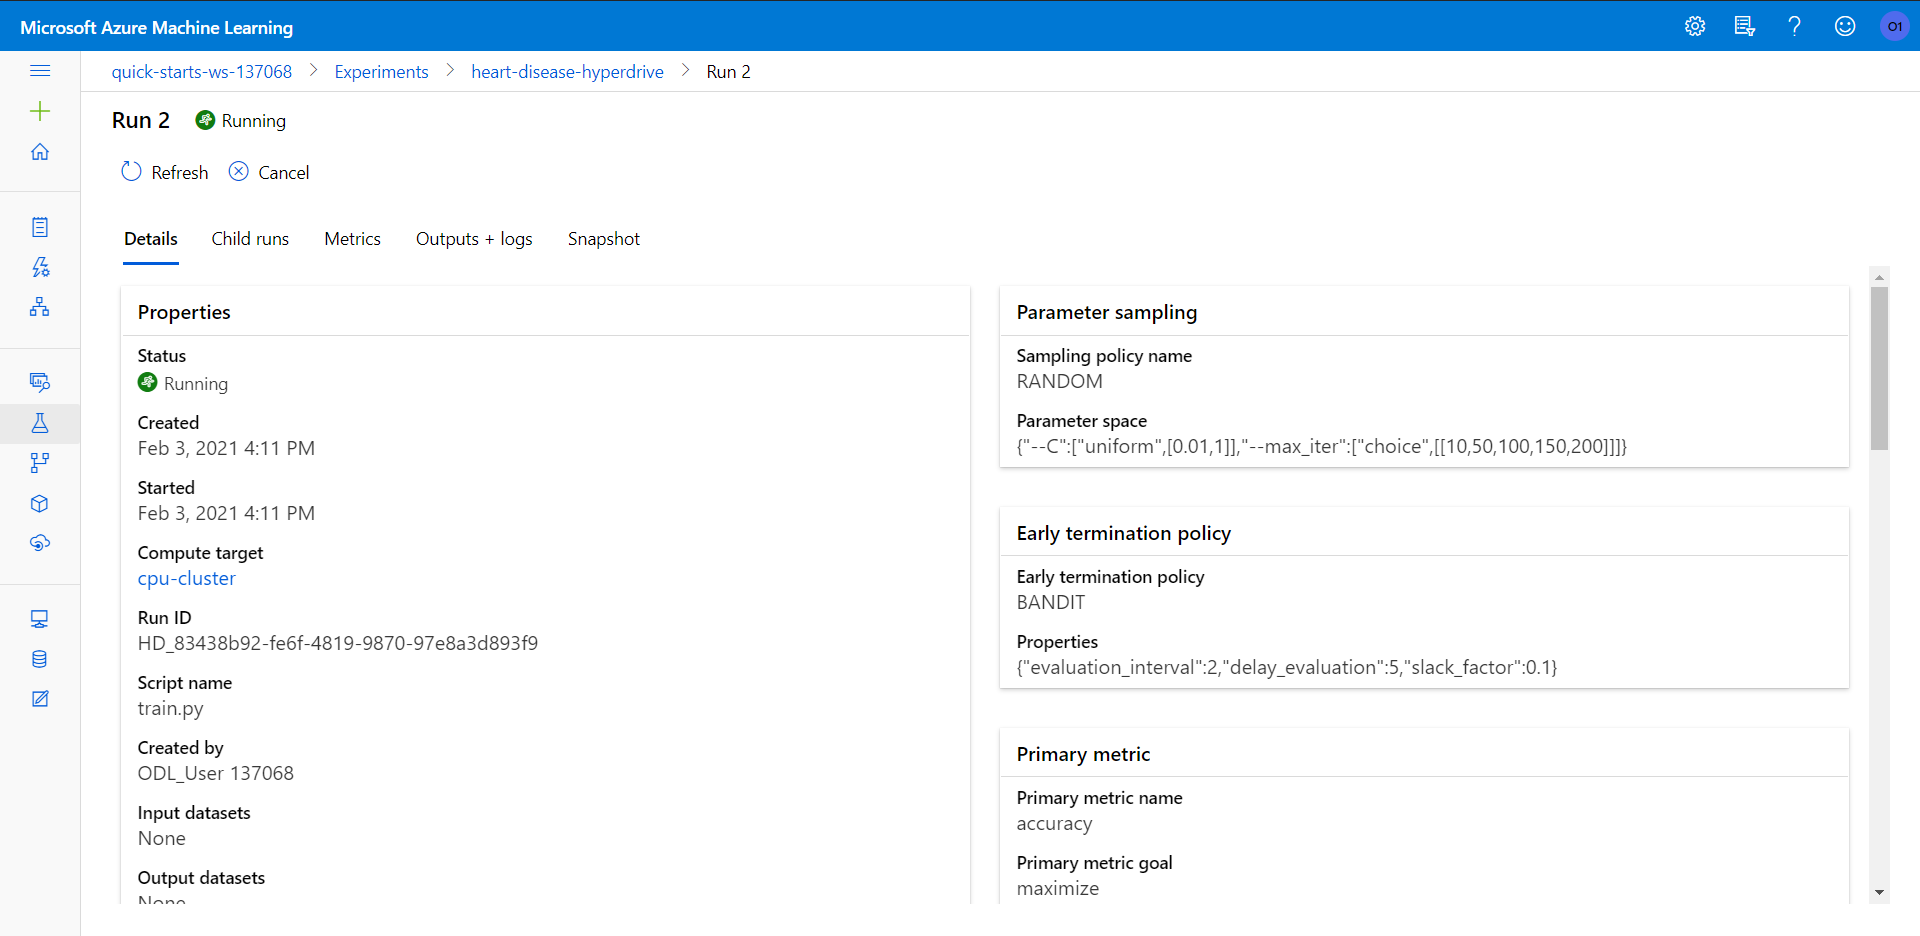 Microsoft Azure Machine Learning
O1
quick-starts-ws-137068 > Experiments > heart-disease-hyperdrive > Run 2
Run 2 Running
Refresh Cancel
Details Child runs Metrics Outputs + logs Snapshot
Properties
Status
Running
Created
Feb 3, 2021 4:11 PM
Started
Feb 3, 2021 4:11 PM
Compute target
cpu-cluster
Run ID
HD_83438b92-fe6f-4819-9870-97e8a3d893f9
Script name
train.py
Created by
ODL_User 137068
Input datasets
None
Output datasets
None
Parameter sampling
Sampling policy name
RANDOM
Parameter space
{"--C":["uniform",[0.01,1]],"--max_iter":["choice",[[10,50,100,150,200]]]}
Early termination policy
Early termination policy
BANDIT
Properties
{"evaluation_interval":2,"delay_evaluation":5,"slack_factor":0.1}
Primary metric
Primary metric name
accuracy
Primary metric goal
maximize